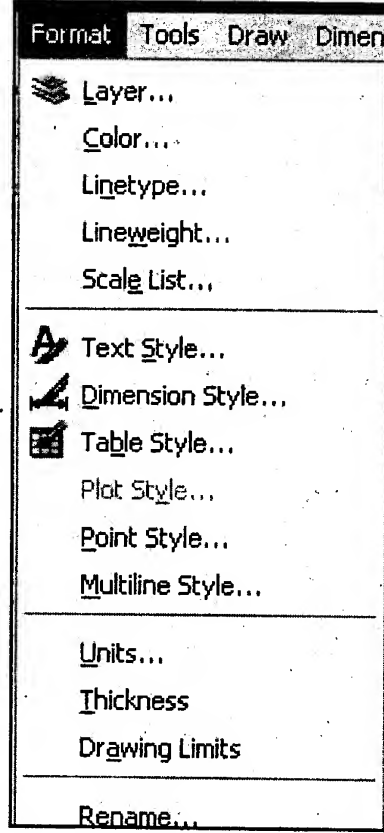 Format Tools Draw Dimen
Layer...
Color...
Linetype...
Lineweight...
Scale List...
Text Style...
Dimension Style...
Table Style...
Plot Style...
Point Style...
Multiline Style...
Units...
Thickness
Drawing Limits
Rename...